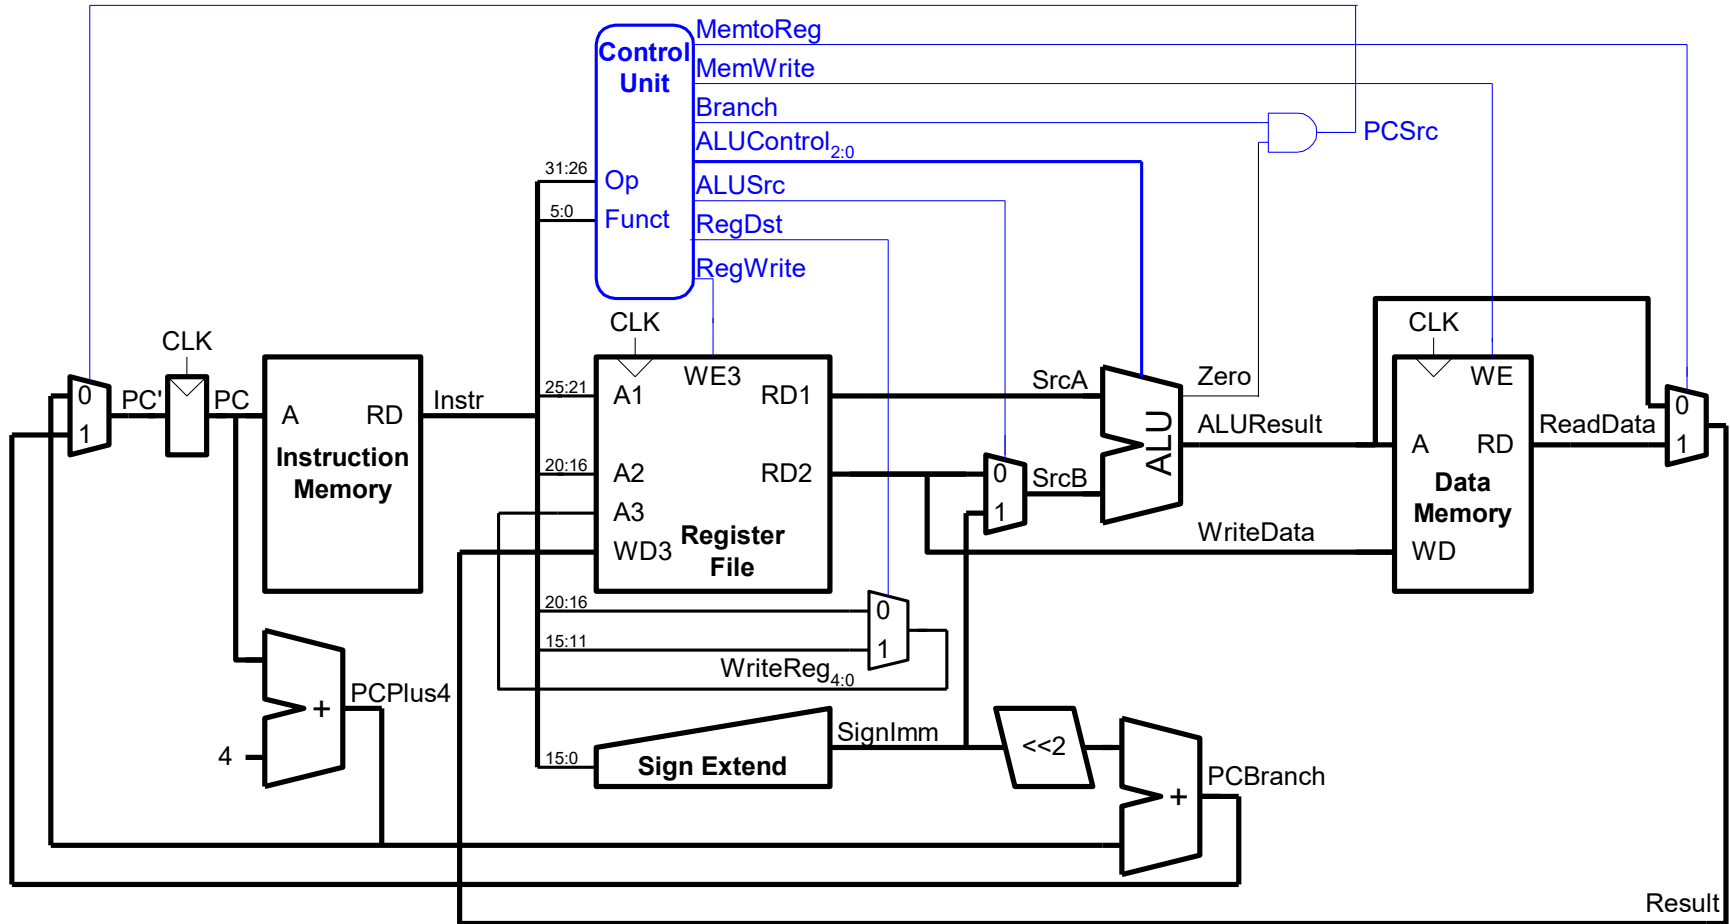 MemtoReg
Control
Unit
MemWrite
Branch
PCSrc
ALUControl2:0
31:26
Op
ALUSrc
5:0
Funct
RegDst
RegWrite
CLK
CLK
CLK
0
1
PC'
PC
A
RD
Instruction
Memory
Instr
25:21
20:16
A1
A2
A3
WD3
WE3
RD1
RD2
Register
File
SrcA
0
1
SrcB
ALU
Zero
ALUResult
WriteData
WE
A
RD
Data
Memory
WD
ReadData
0
1
20:16
15:11
0
1
WriteReg4:0
PCPlus4
+
4
15:0
Sign Extend
SignImm
<<2
+
PCBranch
Result